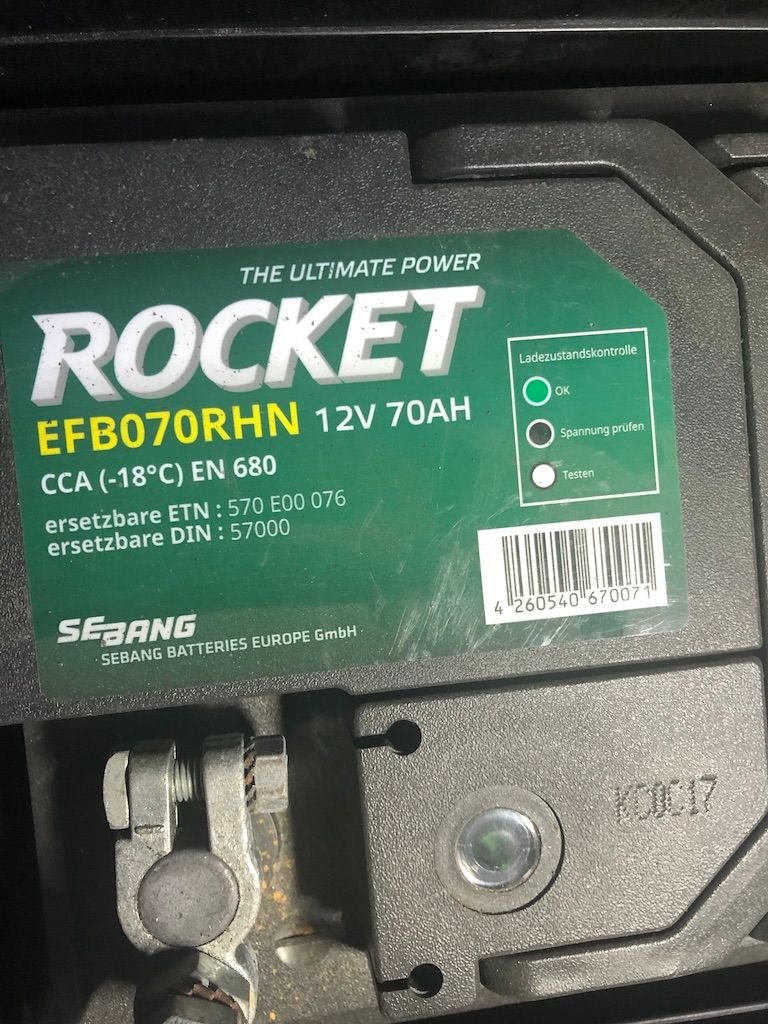 THE ULTIMATE POWER
ROCKET
EFB070RHN 12V 70AH
CCA (-18°C) EN 680
ersetzbare ETN : 570 E00 076
ersetzbare DIN : 57000
Ladezustandskontrolle
OK
Spannung prüfen
Testen
4 260540 670071
SEBANG
SEBANG BATTERIES EUROPE GmbH